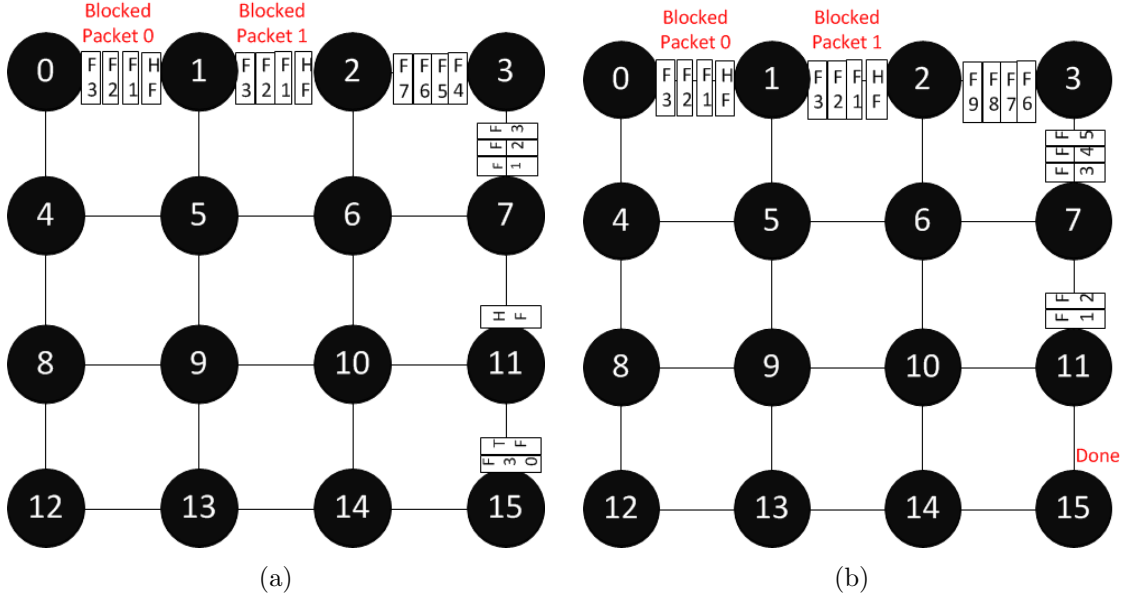 Blocked
Packet 0
Blocked
Packet 1
0
F 3
F 2
F 1
H F
1
F 3
F 2
F 1
H F
2
F 7
F 6
F 5
F 4
3
F 3
F 2
F 1
4
5
6
7
H F
8
9
10
11
T F
F 3 0
12
13
14
15
(a)
Blocked
Packet 0
Blocked
Packet 1
0
F 3
F 2
F 1
H F
1
F 3
F 2
F 1
H F
2
F 9
F 8
F 7
F 6
3
F 5
F 4
F 3
4
5
6
7
F 2
F 1
8
9
10
11
Done
12
13
14
15
(b)